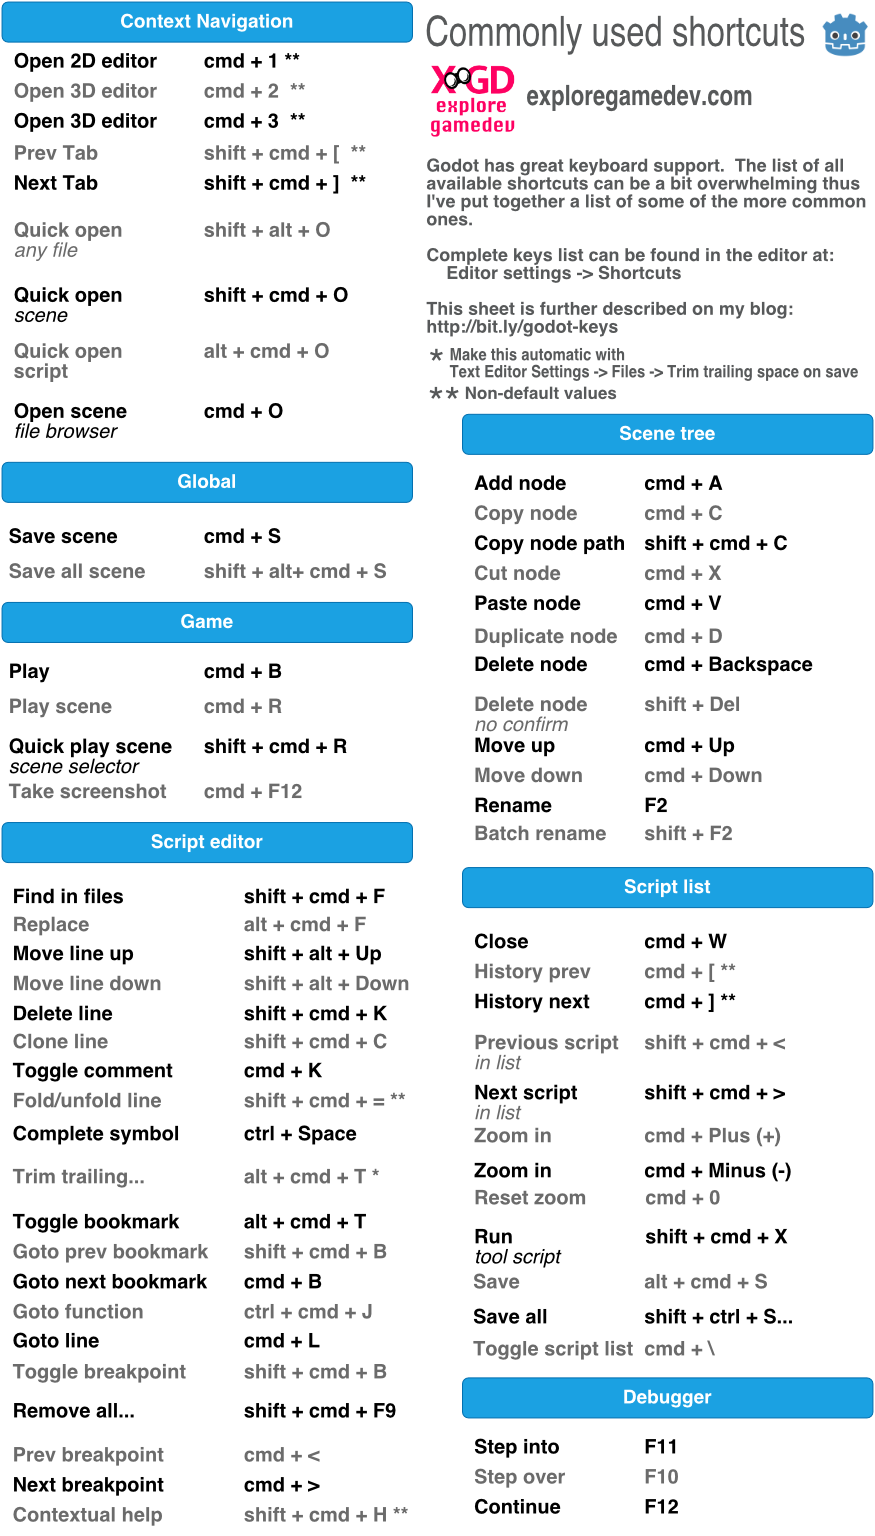 Context Navigation
Open 2D editor cmd + 1 **
Open 3D editor cmd + 2 **
Open 3D editor cmd + 3 **
Prev Tab shift + cmd + [ **
Next Tab shift + cmd + ] **
Quick open shift + alt + O
any file
Quick open shift + cmd + O
scene
Quick open alt + cmd + O
script
Open scene cmd + O
file browser
Global
Save scene cmd + S
Save all scene shift + alt+ cmd + S
Game
Play cmd + B
Play scene cmd + R
Quick play scene shift + cmd + R
scene selector
Take screenshot cmd + F12
Script editor
Find in files shift + cmd + F
Replace alt + cmd + F
Move line up shift + alt + Up
Move line down shift + alt + Down
Delete line shift + cmd + K
Clone line shift + cmd + C
Toggle comment cmd + K
Fold/unfold line shift + cmd + = **
Complete symbol ctrl + Space
Trim trailing... alt + cmd + T *
Toggle bookmark alt + cmd + T
Goto prev bookmark shift + cmd + B
Goto next bookmark cmd + B
Goto function ctrl + cmd + J
Goto line cmd + L
Toggle breakpoint shift + cmd + B
Remove all... shift + cmd + F9
Prev breakpoint cmd + <
Next breakpoint cmd + >
Contextual help shift + cmd + H **
Commonly used shortcuts
XGD
explore
gamedev
exploregamedev.com
Godot has great keyboard support. The list of all
available shortcuts can be a bit overwhelming thus
I've put together a list of some of the more common
ones.
Complete keys list can be found in the editor at:
Editor settings -> Shortcuts
This sheet is further described on my blog:
http://bit.ly/godot-keys
* Make this automatic with
Text Editor Settings -> Files -> Trim trailing space on save
** Non-default values
Scene tree
Add node cmd + A
Copy node cmd + C
Copy node path shift + cmd + C
Cut node cmd + X
Paste node cmd + V
Duplicate node cmd + D
Delete node cmd + Backspace
Delete node shift + Del
no confirm
Move up cmd + Up
Move down cmd + Down
Rename F2
Batch rename shift + F2
Script list
Close cmd + W
History prev cmd + [ **
History next cmd + ] **
Previous script shift + cmd + <
in list
Next script shift + cmd + >
in list
Zoom in cmd + Plus (+)
Zoom in cmd + Minus (-)
Reset zoom cmd + 0
Run shift + cmd + X
tool script
Save alt + cmd + S
Save all shift + ctrl + S...
Toggle script list cmd + \
Debugger
Step into F11
Step over F10
Continue F12